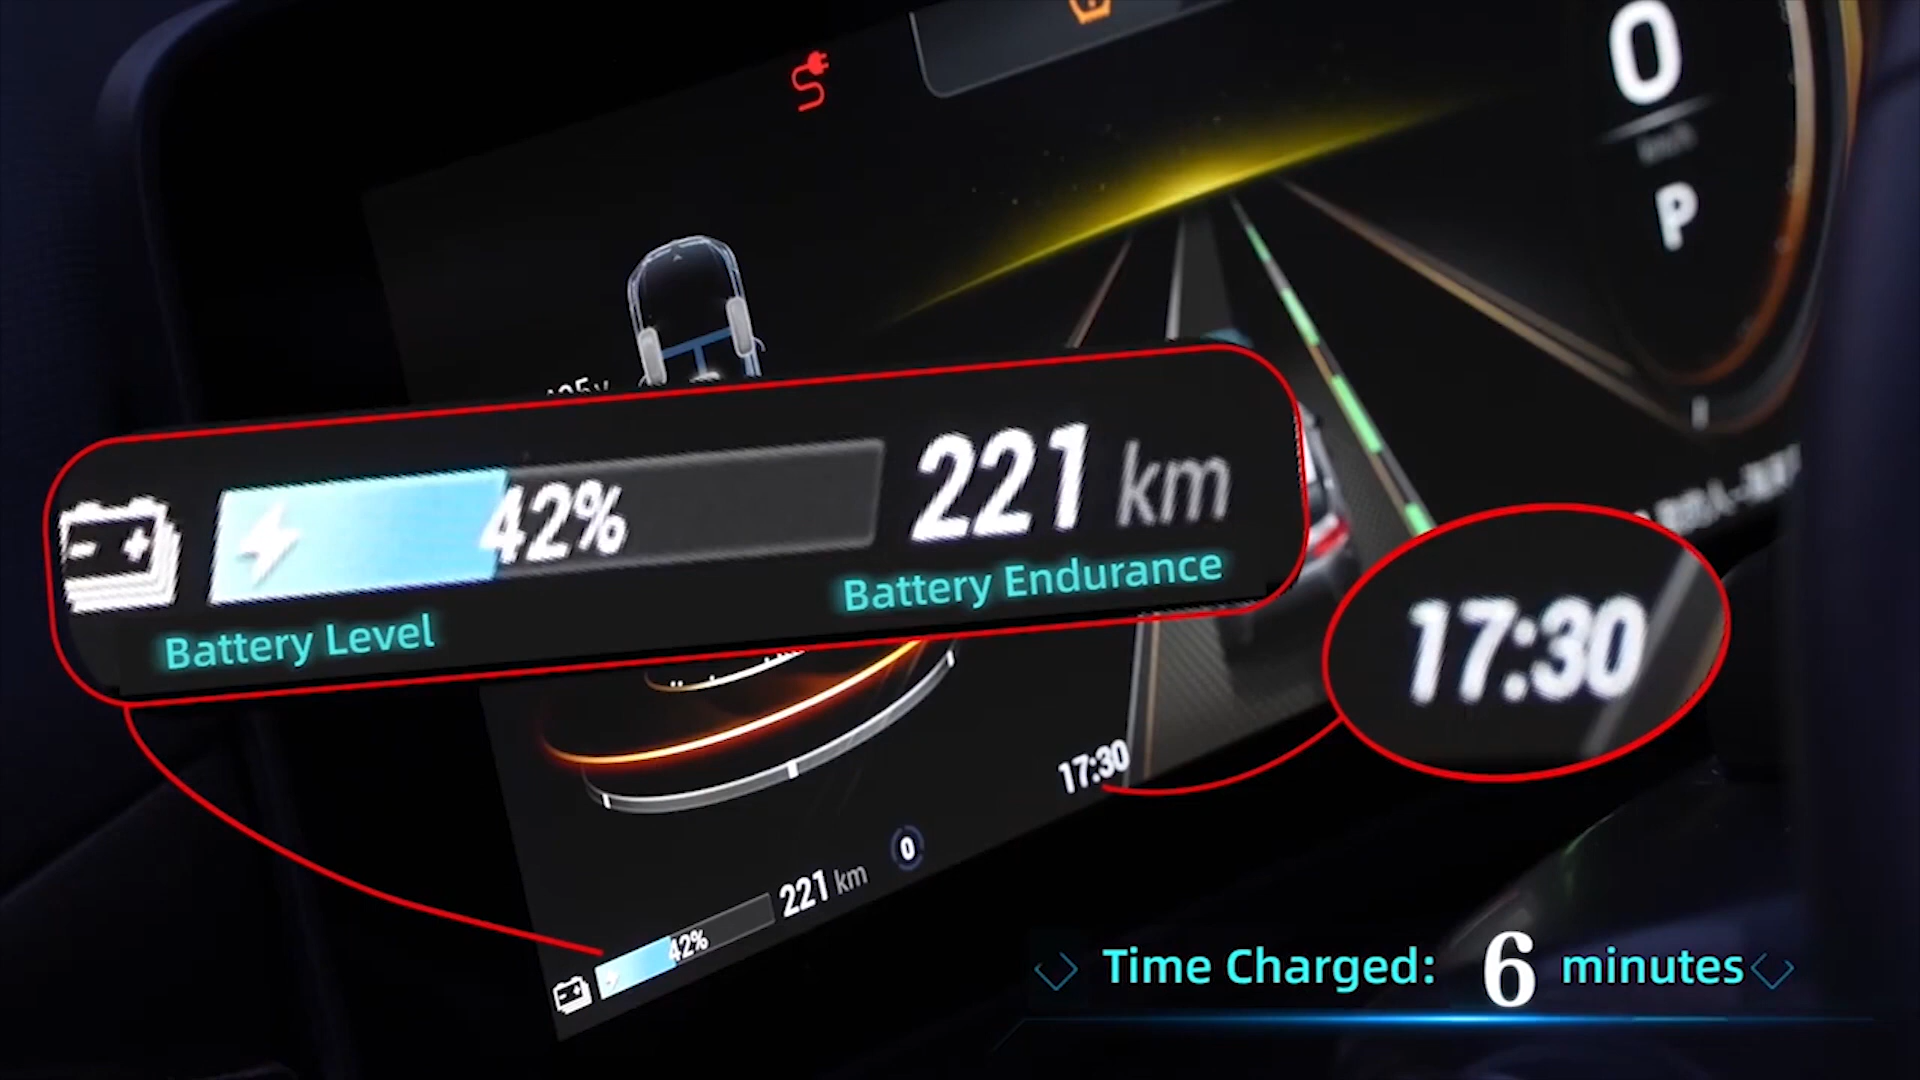 0
P
42%
221 km
Battery Level
Battery Endurance
17:30
17:30
221 km
0
42%
Time Charged: 6 minutes